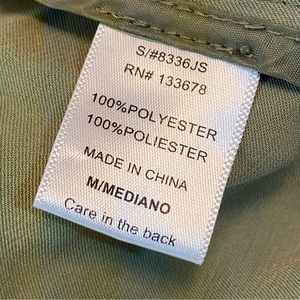 S/#8336JS
RN# 133678
100%POLYESTER
100%POLIESTER
MADE IN CHINA
M/MEDIANO
Care in the back